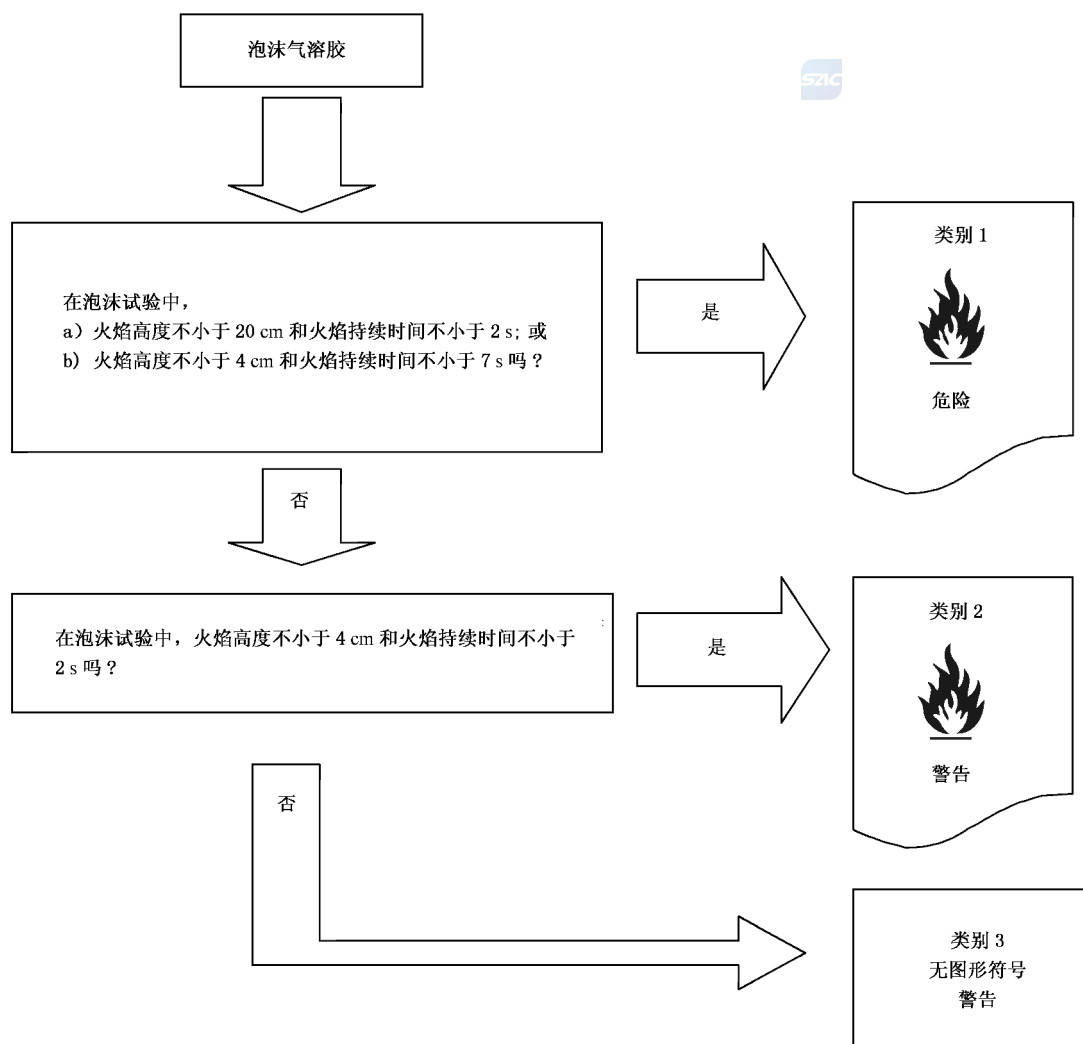 泡沫气溶胶
SAC
在泡沫试验中，
a）火焰高度不小于 20 cm 和火焰持续时间不小于 2 s；或
b）火焰高度不小于 4 cm 和火焰持续时间不小于 7 s 吗？
是
类别 1
危险
否
在泡沫试验中，火焰高度不小于 4 cm 和火焰持续时间不小于
2 s 吗？
是
类别 2
警告
否
类别 3
无图形符号
警告